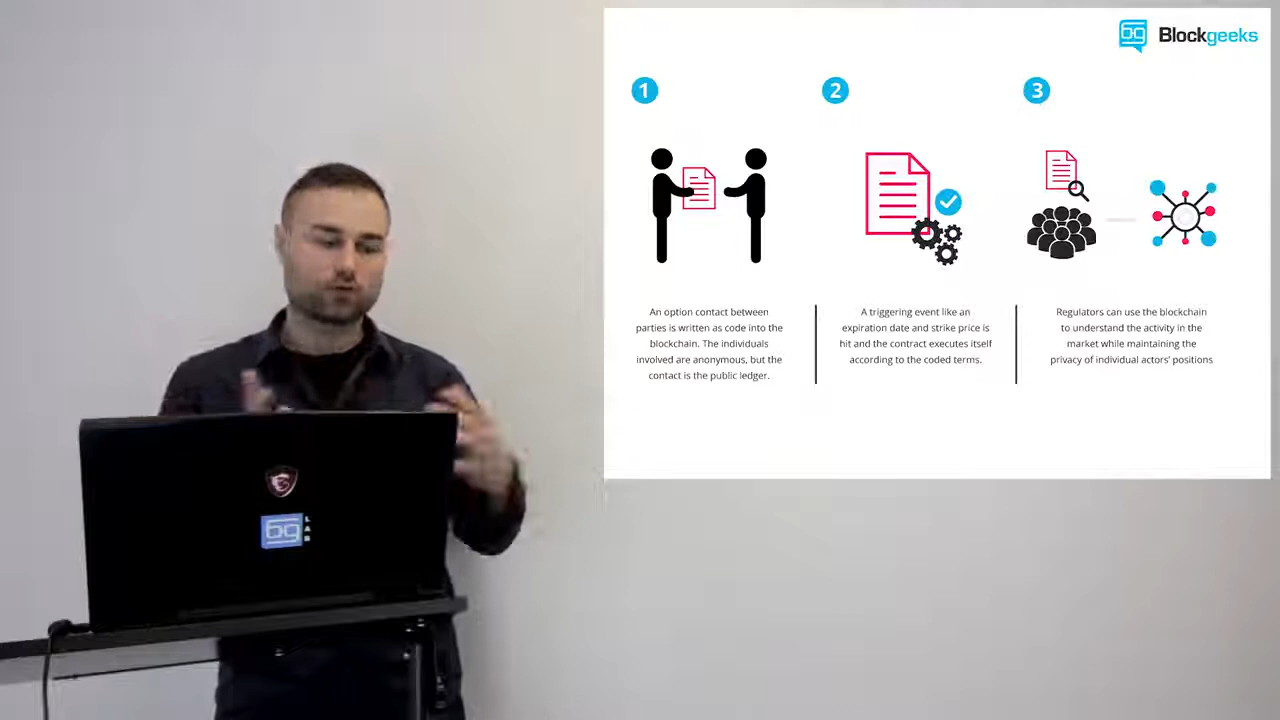 Blockgeeks
1
2
3
An option contact between
parties is written as code into the
blockchain. The individuals
involved are anonymous, but the
contact is the public ledger.
A triggering event like an
expiration date and strike price is
hit and the contract executes itself
according to the coded terms.
Regulators can use the blockchain
to understand the activity in the
market while maintaining the
privacy of individual actors' positions
bg
LAB